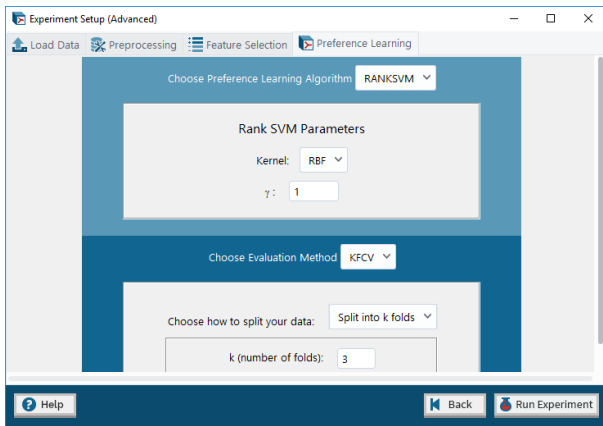 Experiment Setup (Advanced)
Load Data Preprocessing Feature Selection Preference Learning
Choose Preference Learning Algorithm RANKSVM
Rank SVM Parameters
Kernel: RBF
γ : 1
Choose Evaluation Method KFCV
Choose how to split your data: Split into k folds
k (number of folds): 3
Help Back Run Experiment